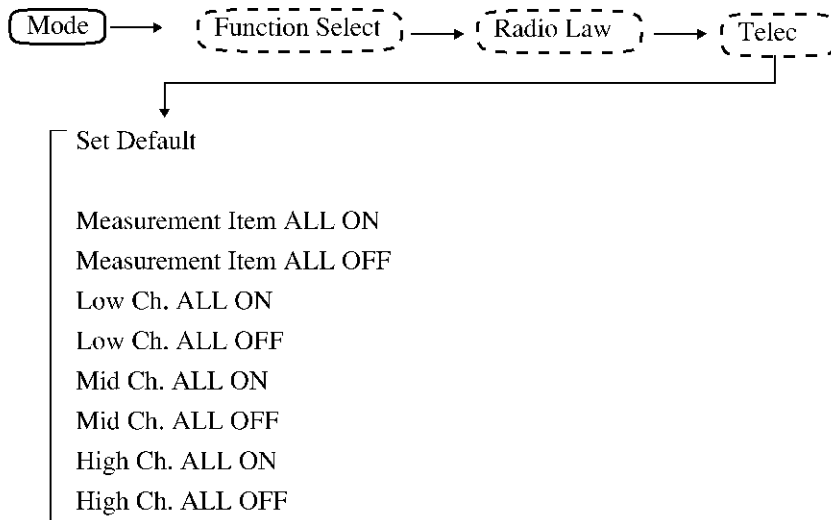 Mode Function Select Radio Law Telec
Set Default
Measurement Item ALL ON
Measurement Item ALL OFF
Low Ch. ALL ON
Low Ch. ALL OFF
Mid Ch. ALL ON
Mid Ch. ALL OFF
High Ch. ALL ON
High Ch. ALL OFF